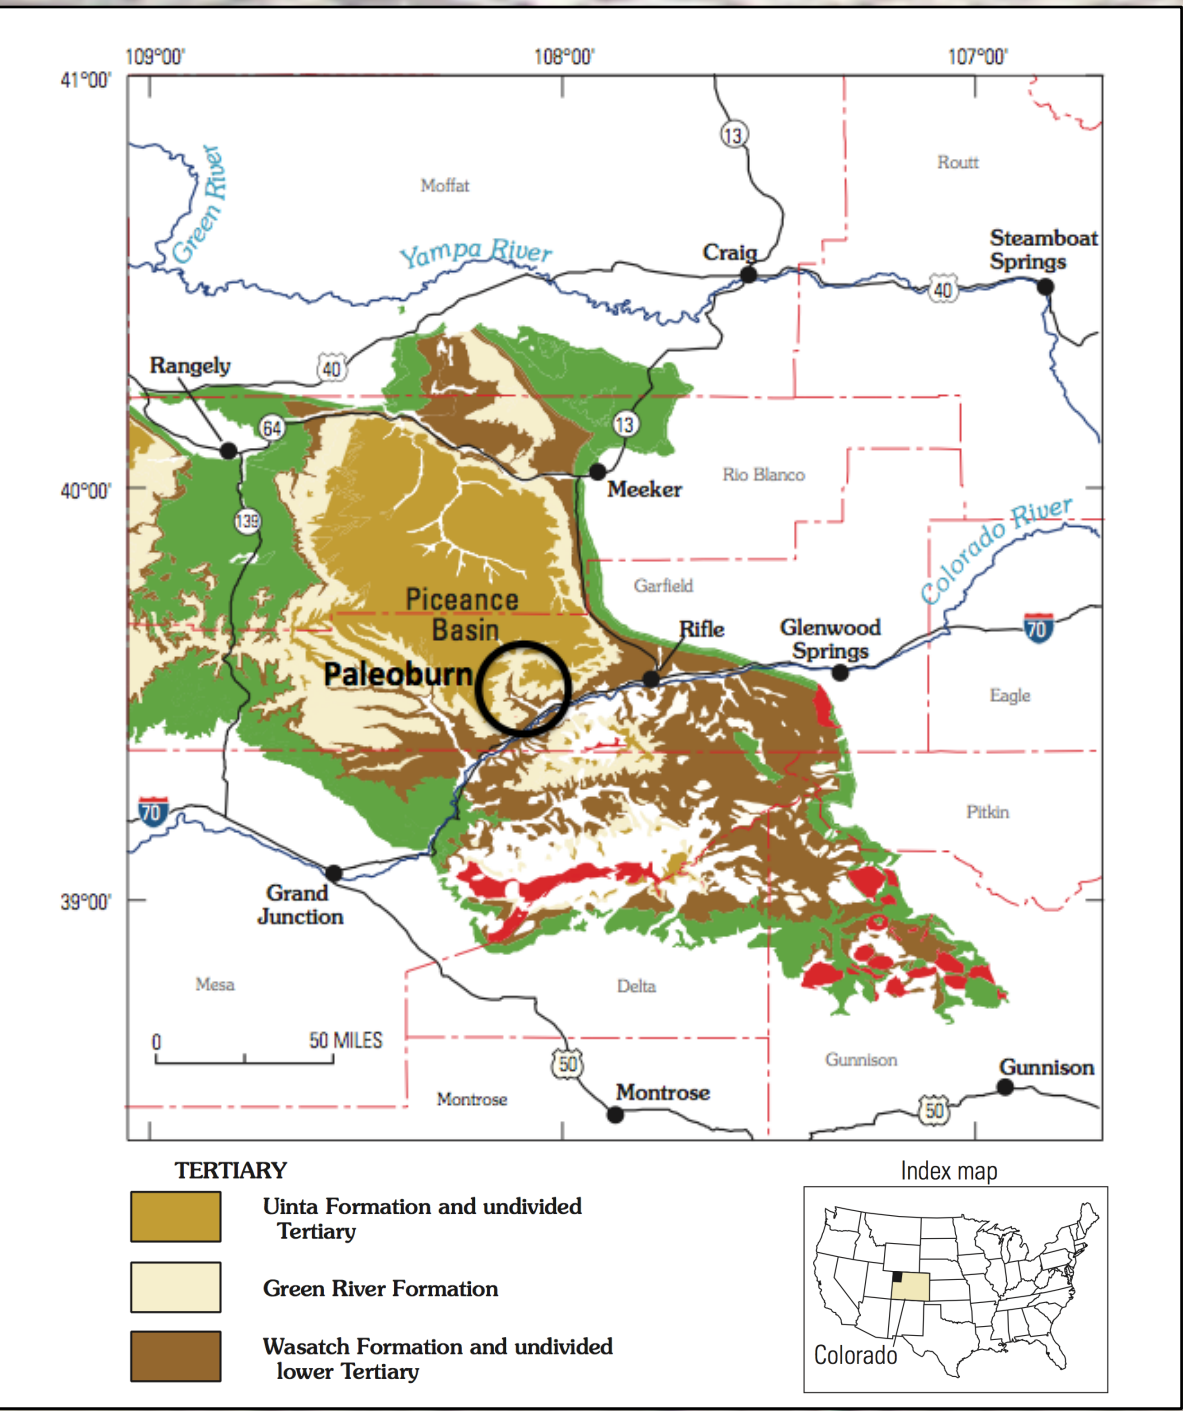 109°00'
108°00'
107°00'
41°00'
13
Routt
Moffat
Green River
Yampa River
Craig
Steamboat
Springs
40
Rangely
40
64
13
Rio Blanco
Meeker
40°00'
139
Colorado River
Garfield
Piceance
Basin
Rifle
Glenwood
Springs
70
Paleoburn
Eagle
70
Pitkin
Grand
Junction
39°00'
Mesa
Delta
0
50 MILES
50
Gunnison
Gunnison
Montrose
Montrose
50
TERTIARY
Uinta Formation and undivided
Tertiary
Green River Formation
Wasatch Formation and undivided
lower Tertiary
Index map
Colorado